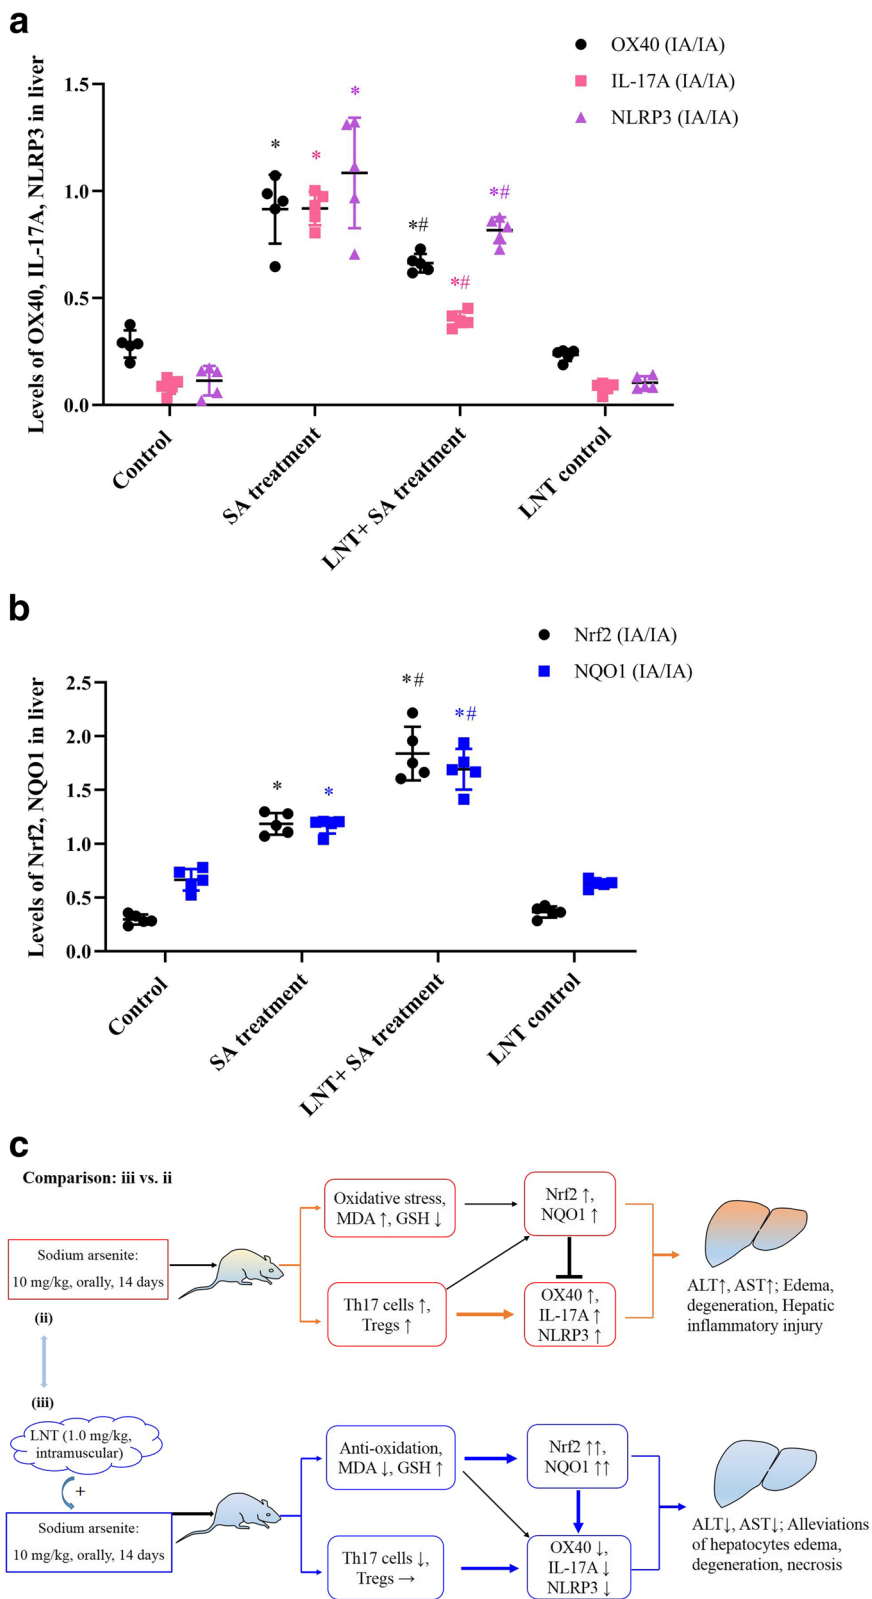 a
OX40 (IA/IA)
IL-17A (IA/IA)
NLRP3 (IA/IA)
Levels of OX40, IL-17A, NLRP3 in liver
1.5
1.0
0.5
0.0
*
*
*
*#
*#
*#
Control
SA treatment
LNT+ SA treatment
LNT control
b
Nrf2 (IA/IA)
NQO1 (IA/IA)
Levels of Nrf2, NQO1 in liver
2.5
2.0
1.5
1.0
0.5
0.0
*
*
*#
*#
Control
SA treatment
LNT+ SA treatment
LNT control
c
Comparison: iii vs. ii
Sodium arsenite:
10 mg/kg, orally, 14 days
(ii)
Oxidative stress,
MDA ↑, GSH ↓
Th17 cells ↑,
Tregs ↑
Nrf2 ↑,
NQO1 ↑
OX40 ↑,
IL-17A ↑
NLRP3 ↑
ALT↑, AST↑; Edema,
degeneration, Hepatic
inflammatory injury
(iii)
LNT (1.0 mg/kg,
intramuscular)
+
Sodium arsenite:
10 mg/kg, orally, 14 days
Anti-oxidation,
MDA ↓, GSH ↑
Th17 cells ↓,
Tregs →
Nrf2 ↑↑,
NQO1 ↑↑
OX40 ↓,
IL-17A ↓
NLRP3 ↓
ALT↓, AST↓; Alleviations
of hepatocytes edema,
degeneration, necrosis